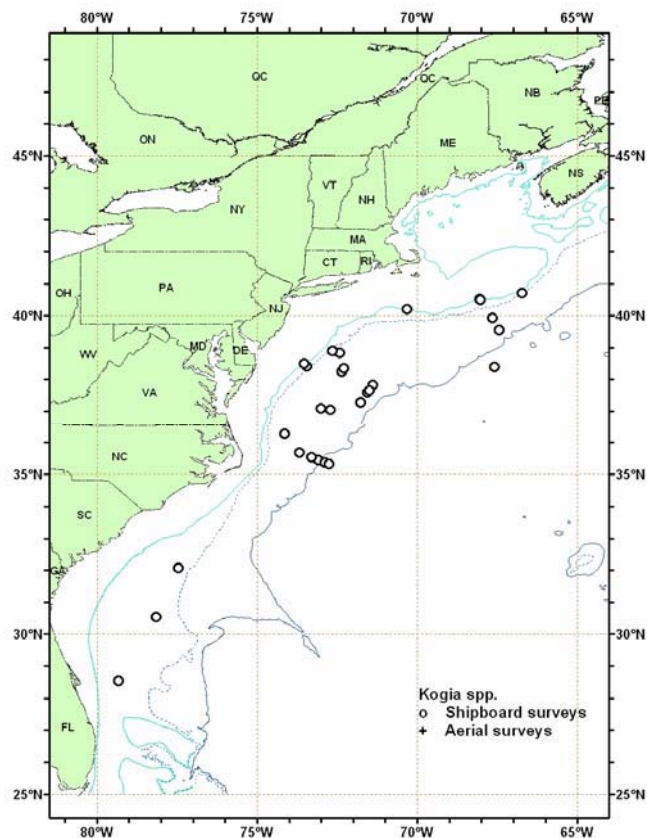 80°W 75°W 70°W 65°W
QC QC NB PE
ON ME
45°N 45°N
VT NS
NH
NY
MA
CT RI
PA
OH NJ
40°N 40°N
MD DE
WV
VA
NC
35°N 35°N
SC
GA
30°N 30°N
Kogia spp.
Shipboard surveys
+ Aerial surveys
FL
25°N 25°N
80°W 75°W 70°W 65°W